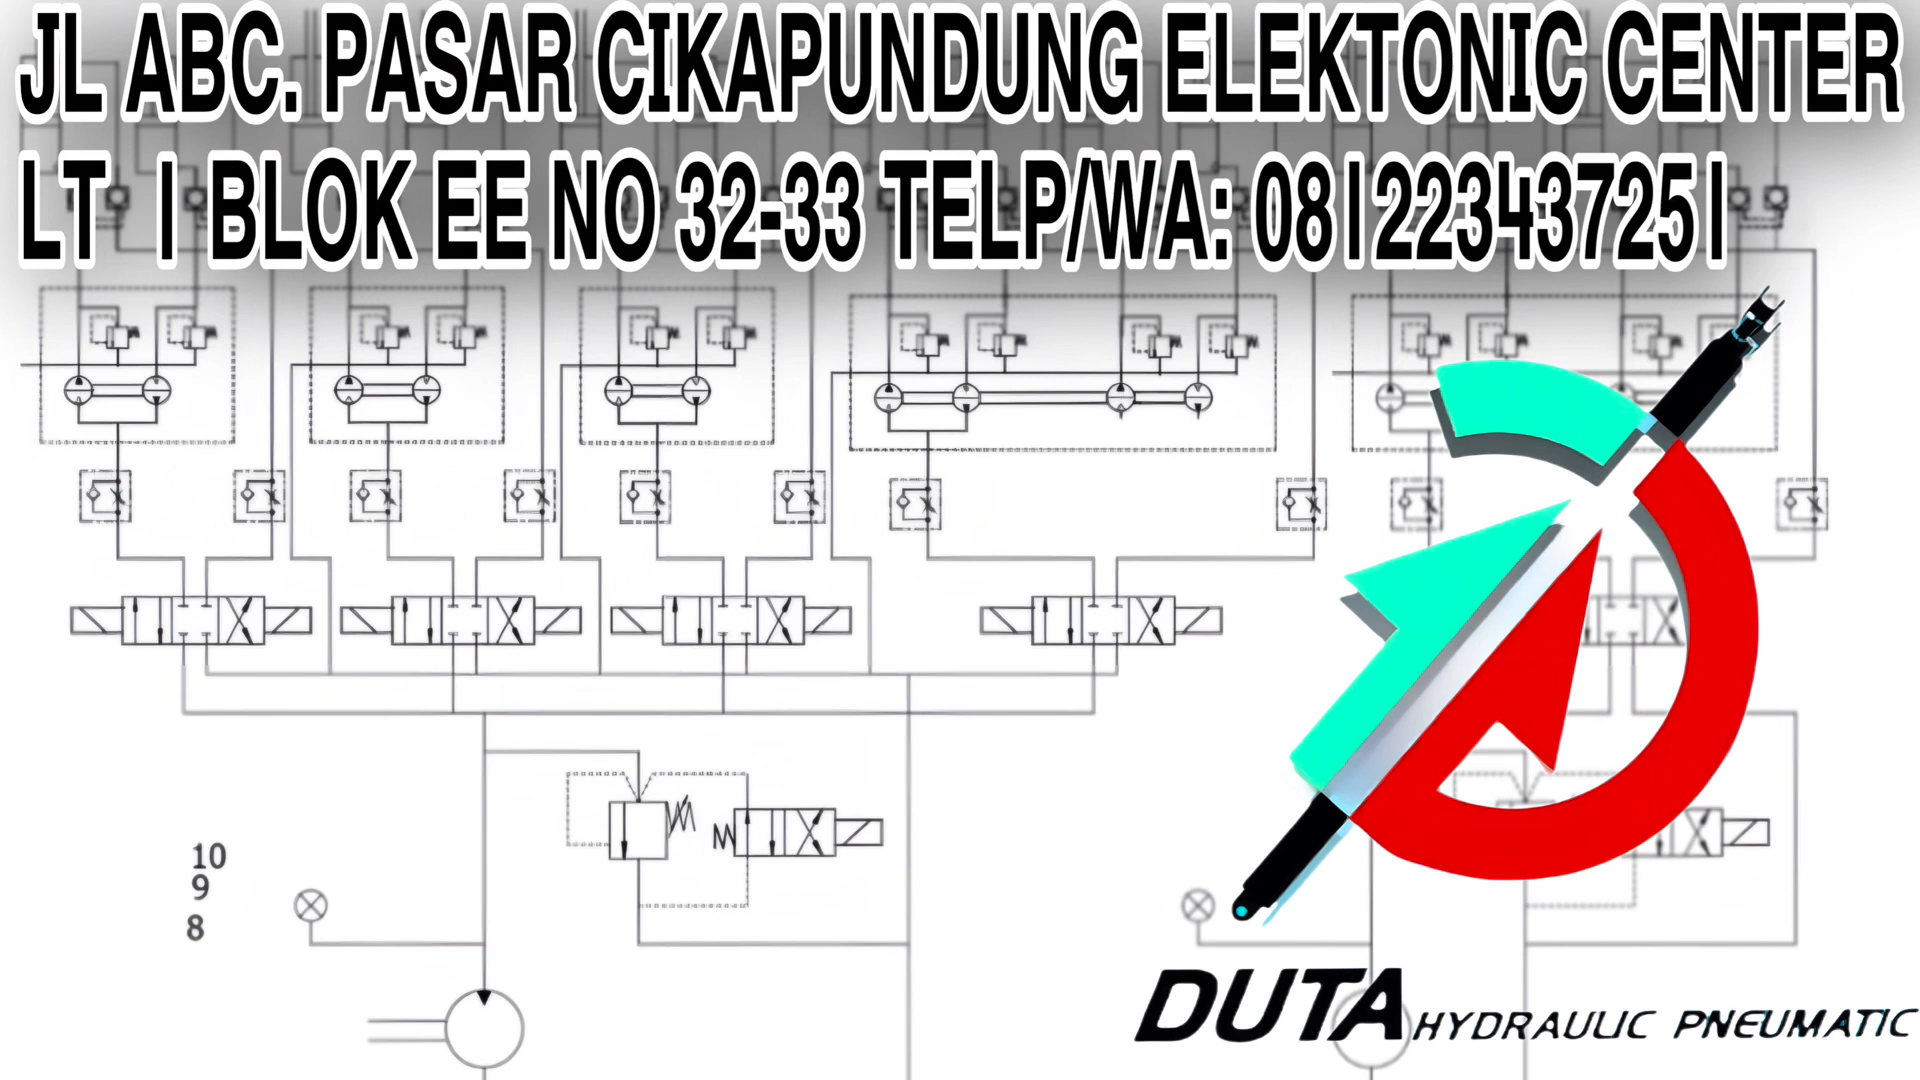 JL ABC. PASAR CIKAPUNDUNG ELEKTONIC CENTER
LT 1 BLOK EE NO 32-33 TELP/WA: 081223437251
10
9
8
DUTA HYDRAULIC PNEUMATIC